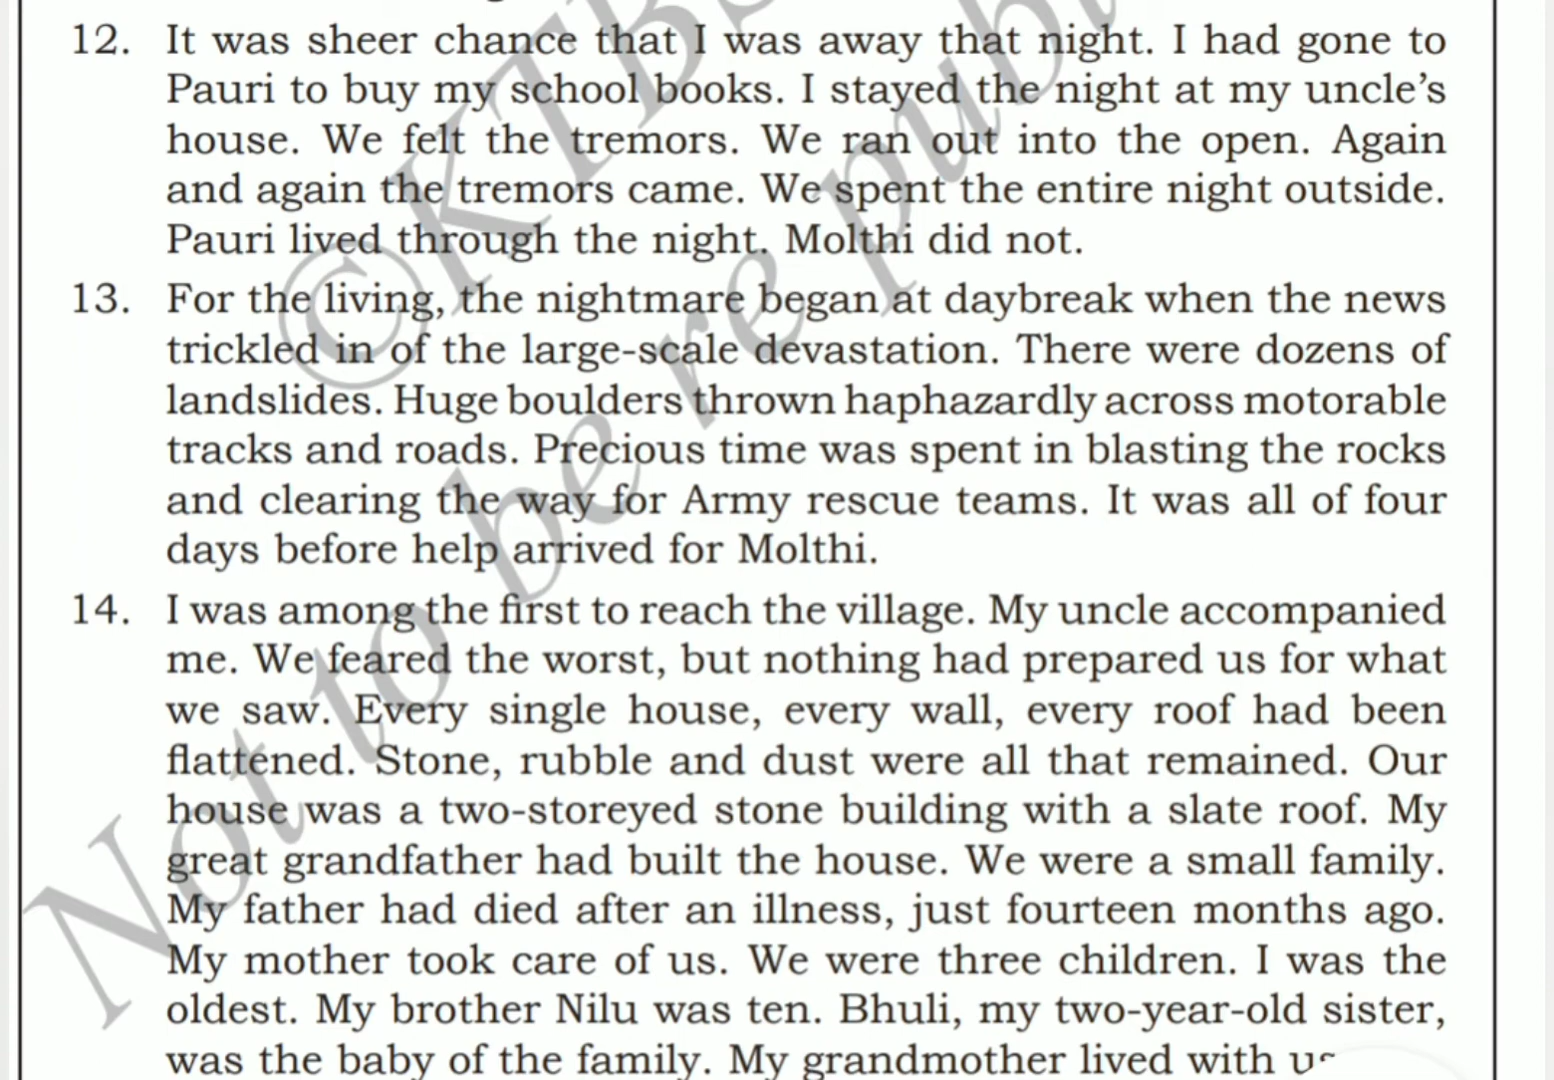 12. It was sheer chance that I was away that night. I had gone to
Pauri to buy my school books. I stayed the night at my uncle’s
house. We felt the tremors. We ran out into the open. Again
and again the tremors came. We spent the entire night outside.
Pauri lived through the night. Molthi did not.
13. For the living, the nightmare began at daybreak when the news
trickled in of the large-scale devastation. There were dozens of
landslides. Huge boulders thrown haphazardly across motorable
tracks and roads. Precious time was spent in blasting the rocks
and clearing the way for Army rescue teams. It was all of four
days before help arrived for Molthi.
14. I was among the first to reach the village. My uncle accompanied
me. We feared the worst, but nothing had prepared us for what
we saw. Every single house, every wall, every roof had been
flattened. Stone, rubble and dust were all that remained. Our
house was a two-storeyed stone building with a slate roof. My
great grandfather had built the house. We were a small family.
My father had died after an illness, just fourteen months ago.
My mother took care of us. We were three children. I was the
oldest. My brother Nilu was ten. Bhuli, my two-year-old sister,
was the baby of the family. My grandmother lived with
©KTBS
Not to be re publ